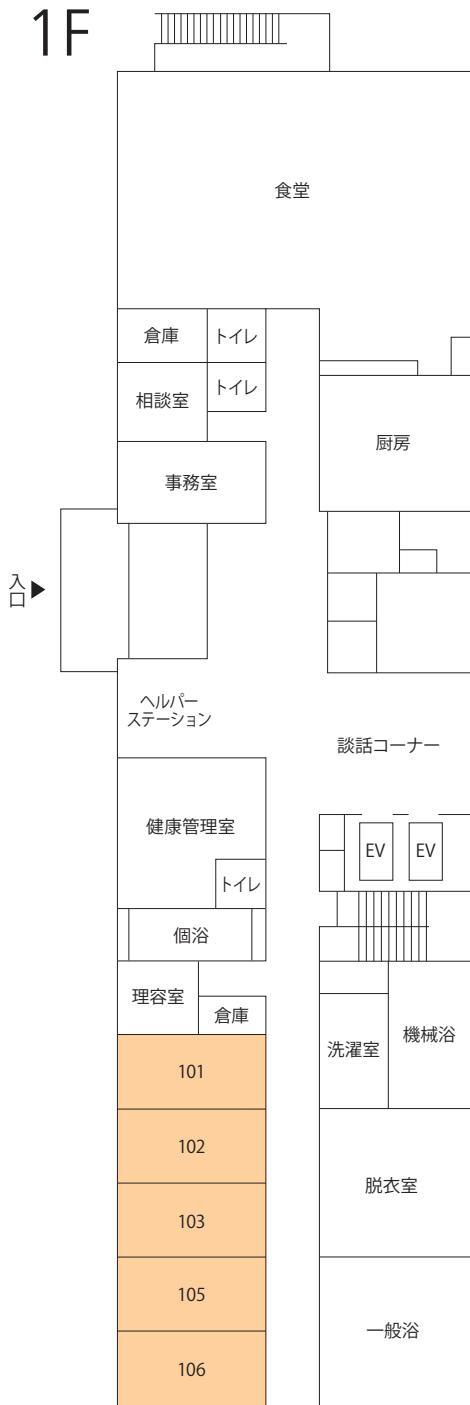 1F
食堂
倉庫
トイレ
相談室
トイレ
厨房
事務室
入口▶
ヘルパー
ステーション
談話コーナー
健康管理室
EV
EV
トイレ
個浴
理容室
倉庫
洗濯室
機械浴
101
102
脱衣室
103
105
一般浴
106